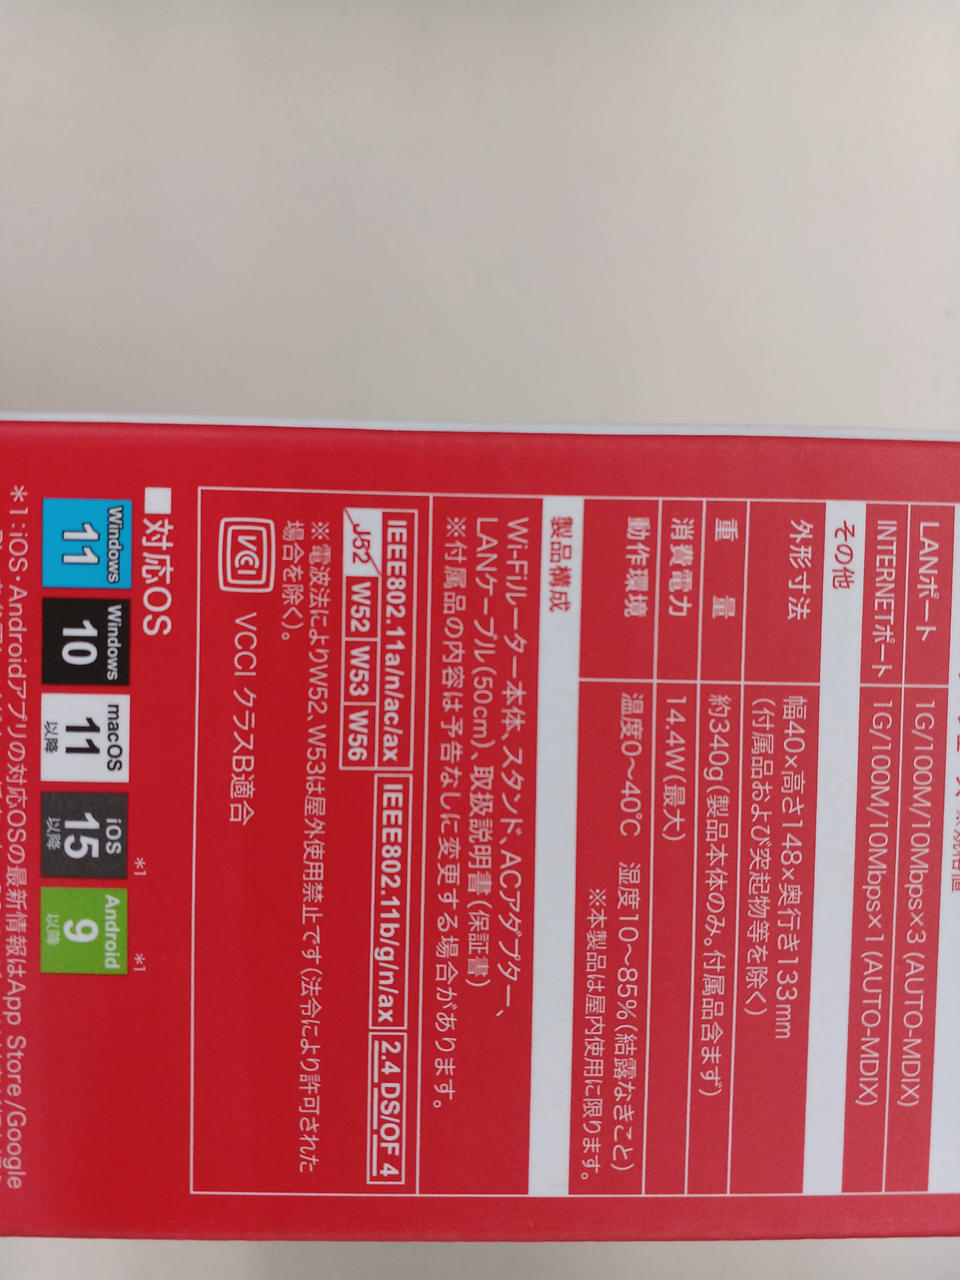 LANポート 1G/100M/10Mbps×3 (AUTO-MDIX)
INTERNETポート 1G/100M/10Mbps×1 (AUTO-MDIX)
その他
外形寸法 幅40×高さ148×奥行き133mm
(付属品および突起物等を除く)
重量 約340g(製品本体のみ。付属品含まず)
消費電力 14.4W(最大)
動作環境 温度0～40℃ 湿度10～85%(結露なきこと)
※本製品は屋内使用に限ります。
製品構成
Wi-Fiルーター本体、スタンド、ACアダプター、
LANケーブル(50cm)、取扱説明書(保証書)
※付属品の内容は予告なしに変更する場合があります。
IEEE802.11a/n/ac/ax IEEE802.11b/g/n/ax 2.4 DS/OF 4
J52 W52 W53 W56
※電波法によりW52、W53は屋外使用禁止です(法令により許可された
場合を除く)。
VCCI VCCI クラスB適合
■対応OS
Windows 11
Windows 10
macOS 11 以降
iOS 15 以降 *1
Android 9 以降 *1
*1:iOS・Androidアプリの対応OSの最新情報はApp Store/Google